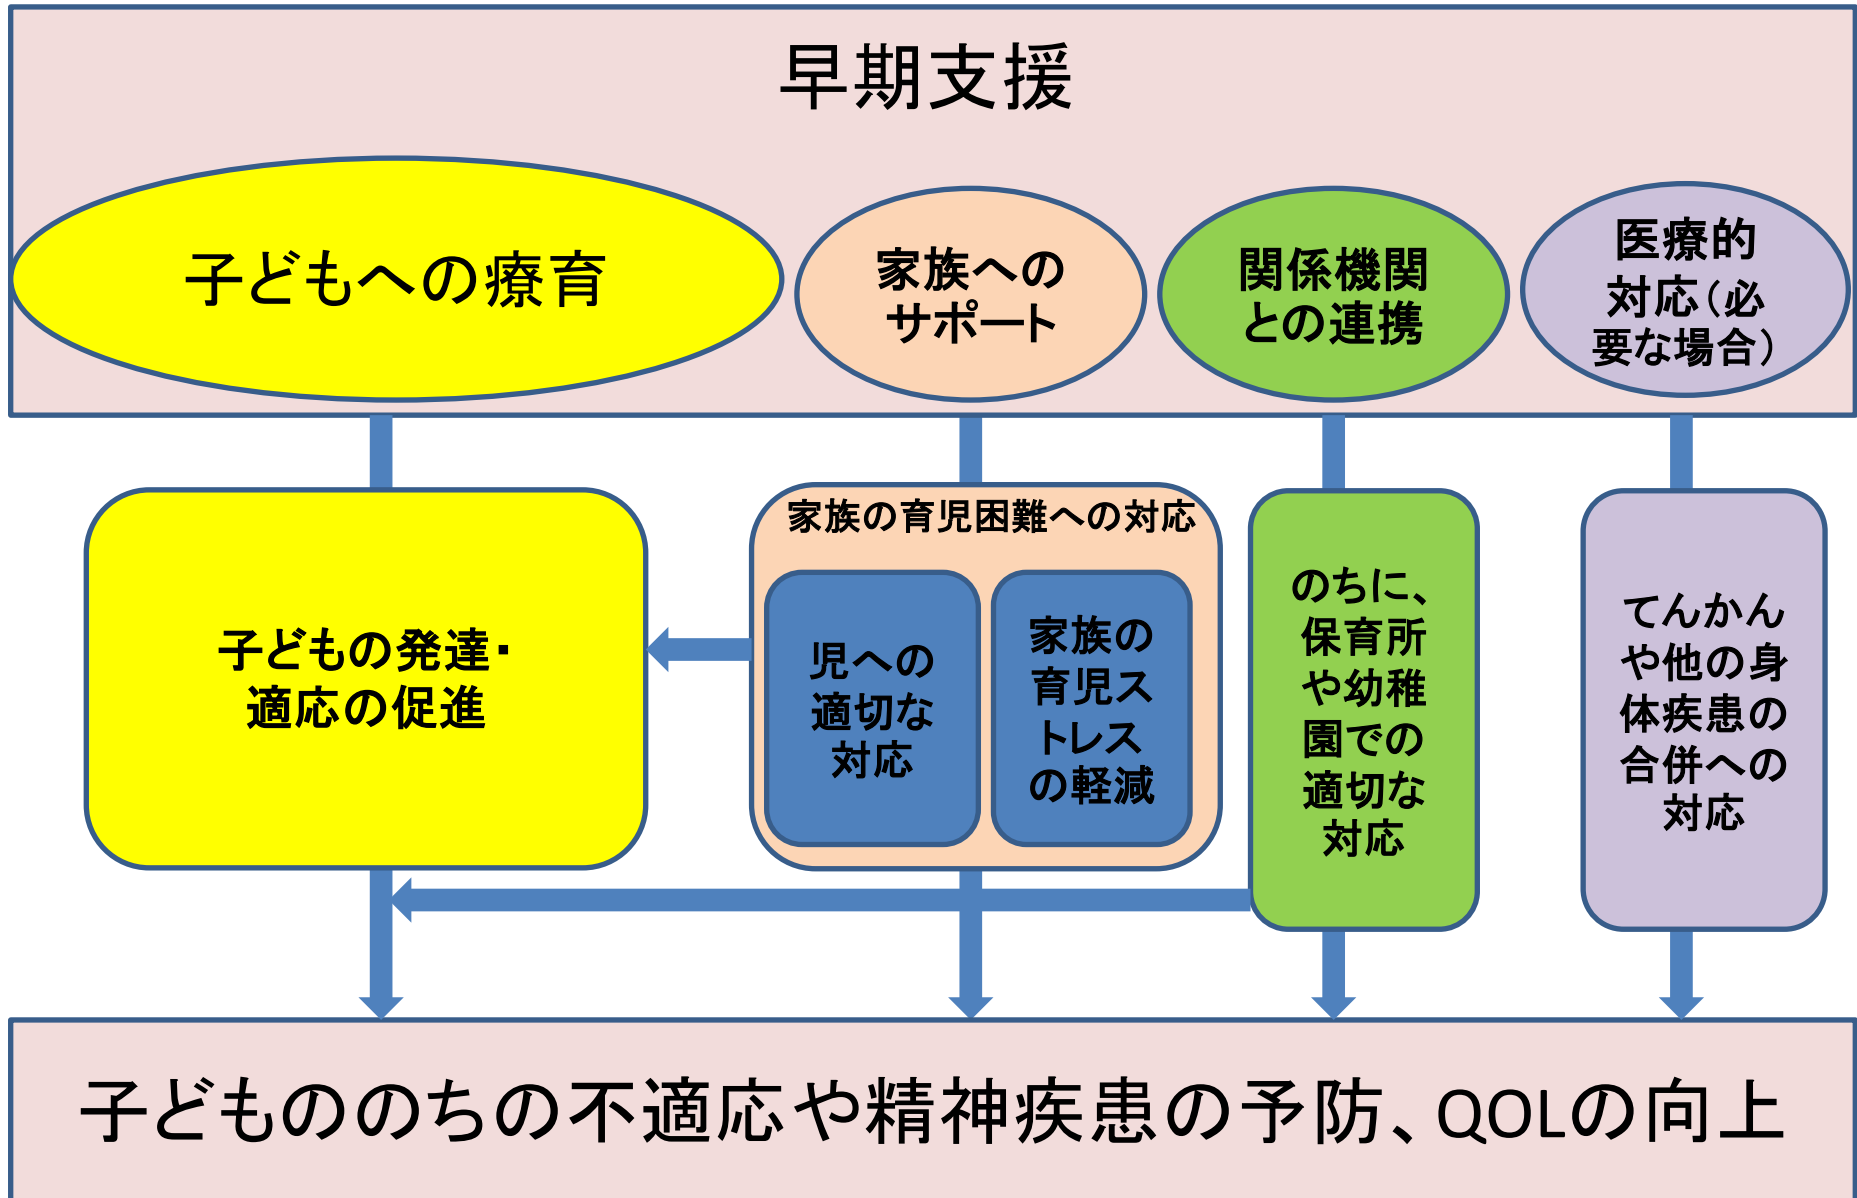 早期支援
子どもへの療育
家族への
サポート
関係機関
との連携
医療的
対応（必
要な場合）
子どもの発達・
適応の促進
家族の育児困難への対応
児への
適切な
対応
家族の
育児ス
トレス
の軽減
のちに、
保育所
や幼稚
園での
適切な
対応
てんかん
や他の身
体疾患の
合併への
対応
子どものの​ちの不適応や精神疾患の予防、QOLの向上